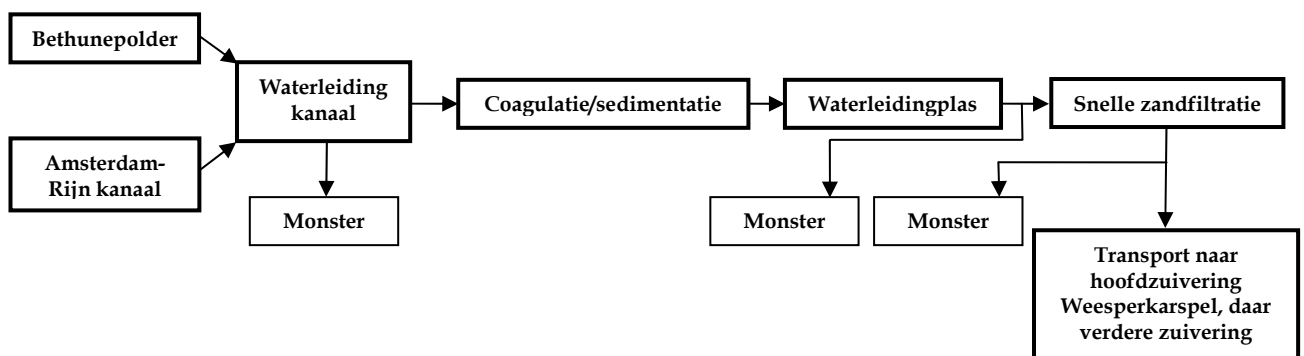 Bethunepolder
Waterleiding
kanaal
Coagulatie/sedimentatie
Waterleidingplas
Snelle zandfiltratie
Amsterdam-
Rijn kanaal
Monster
Monster
Monster
Transport naar
hoofdzuivering
Weesperkarspel, daar
verdere zuivering